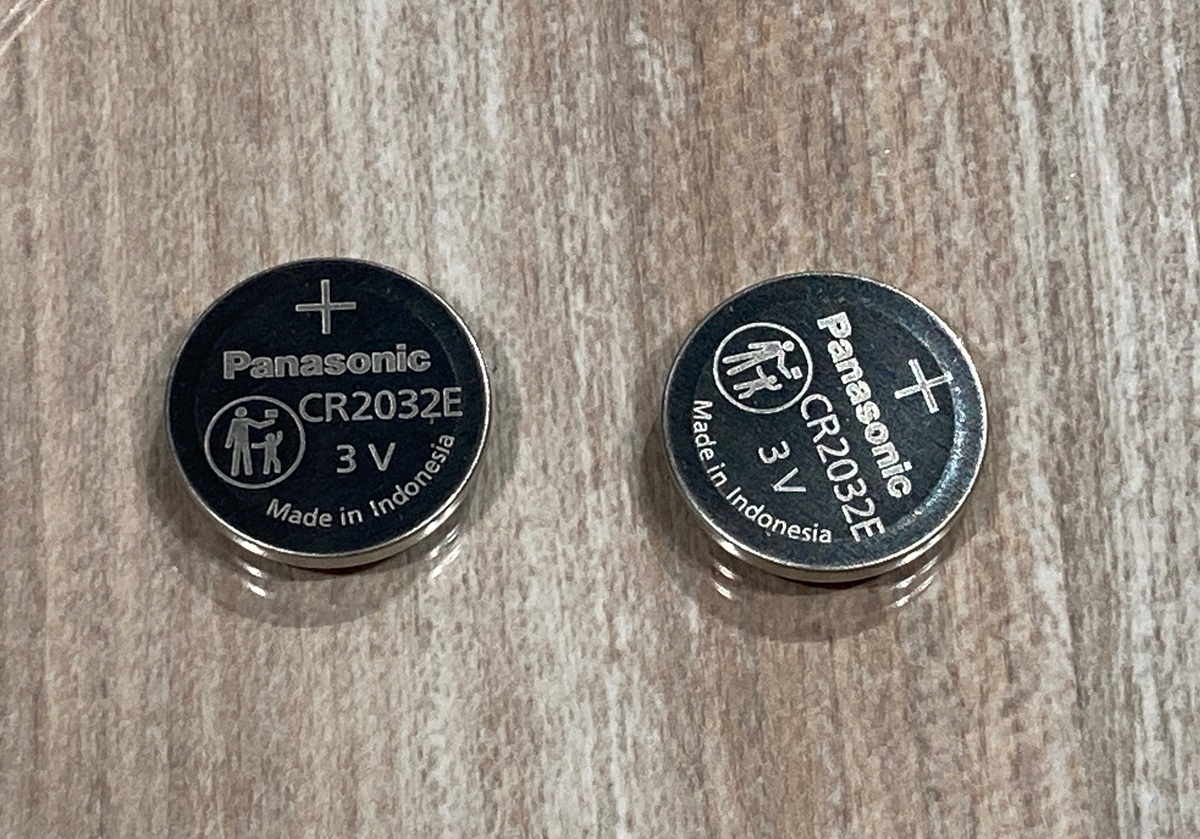 +
Panasonic
CR2032E
3 V
Made in Indonesia
+
Panasonic
CR2032E
3 V
Made in Indonesia